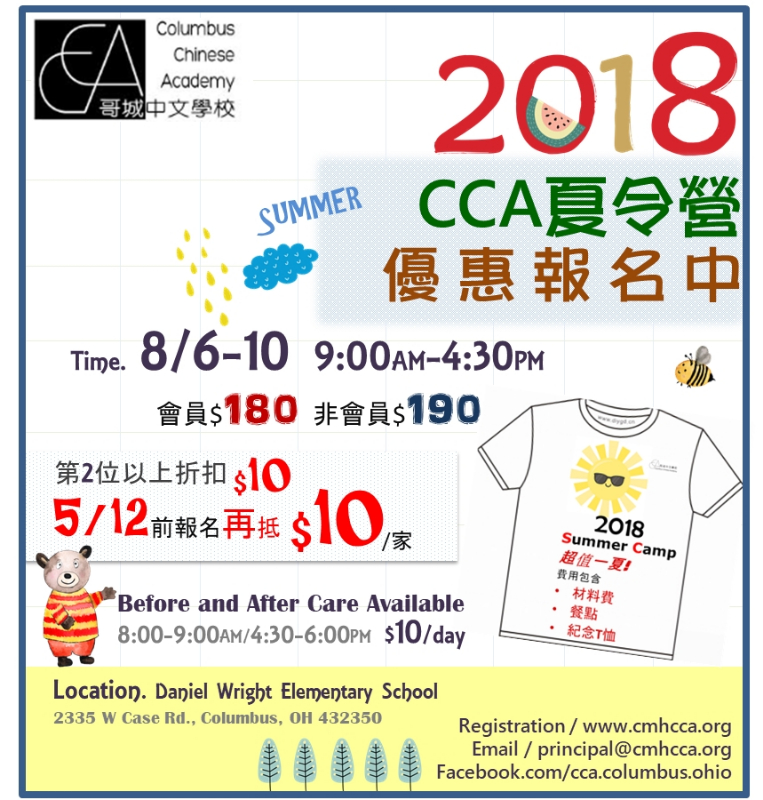 Columbus
Chinese
Academy
哥城中文學校
2018
SUMMER
CCA夏令營
優惠報名中
Time. 8/6-10 9:00AM-4:30PM
會員$180 非會員$190
第2位以上折扣 $10
5/12前報名再抵 $10/家
2018
Summer Camp
超值一夏!
費用包含
• 材料費
• 餐點
• 紀念T恤
Before and After Care Available
8:00-9:00AM/4:30-6:00PM $10/day
Location. Daniel Wright Elementary School
2335 W Case Rd., Columbus, OH 432350
Registration / www.cmhcca.org
Email / principal@cmhcca.org
Facebook.com/cca.columbus.ohio